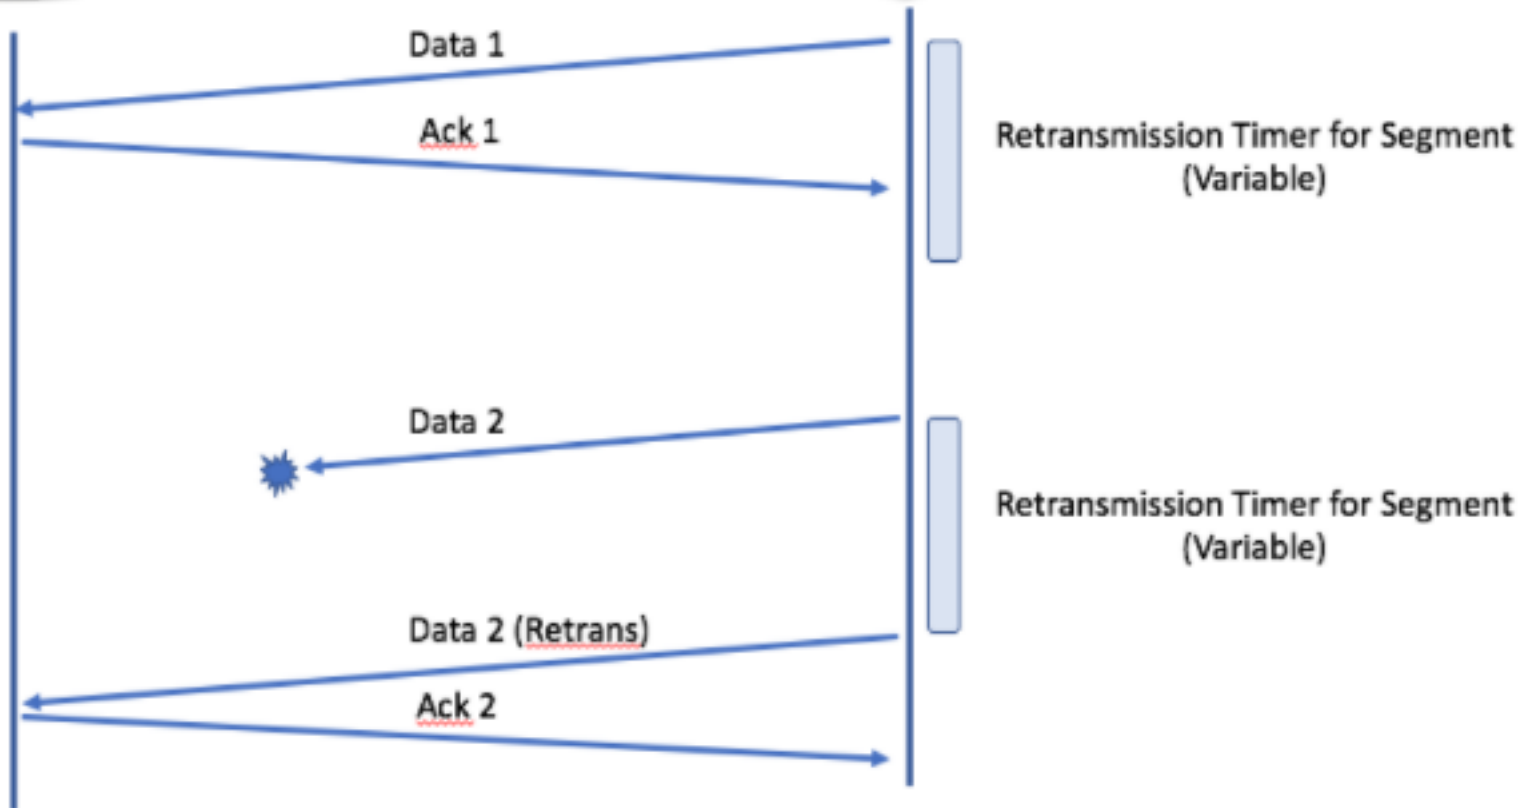 Data 1
Ack 1
Retransmission Timer for Segment
(Variable)
Data 2
Retransmission Timer for Segment
(Variable)
Data 2 (Retrans)
Ack 2